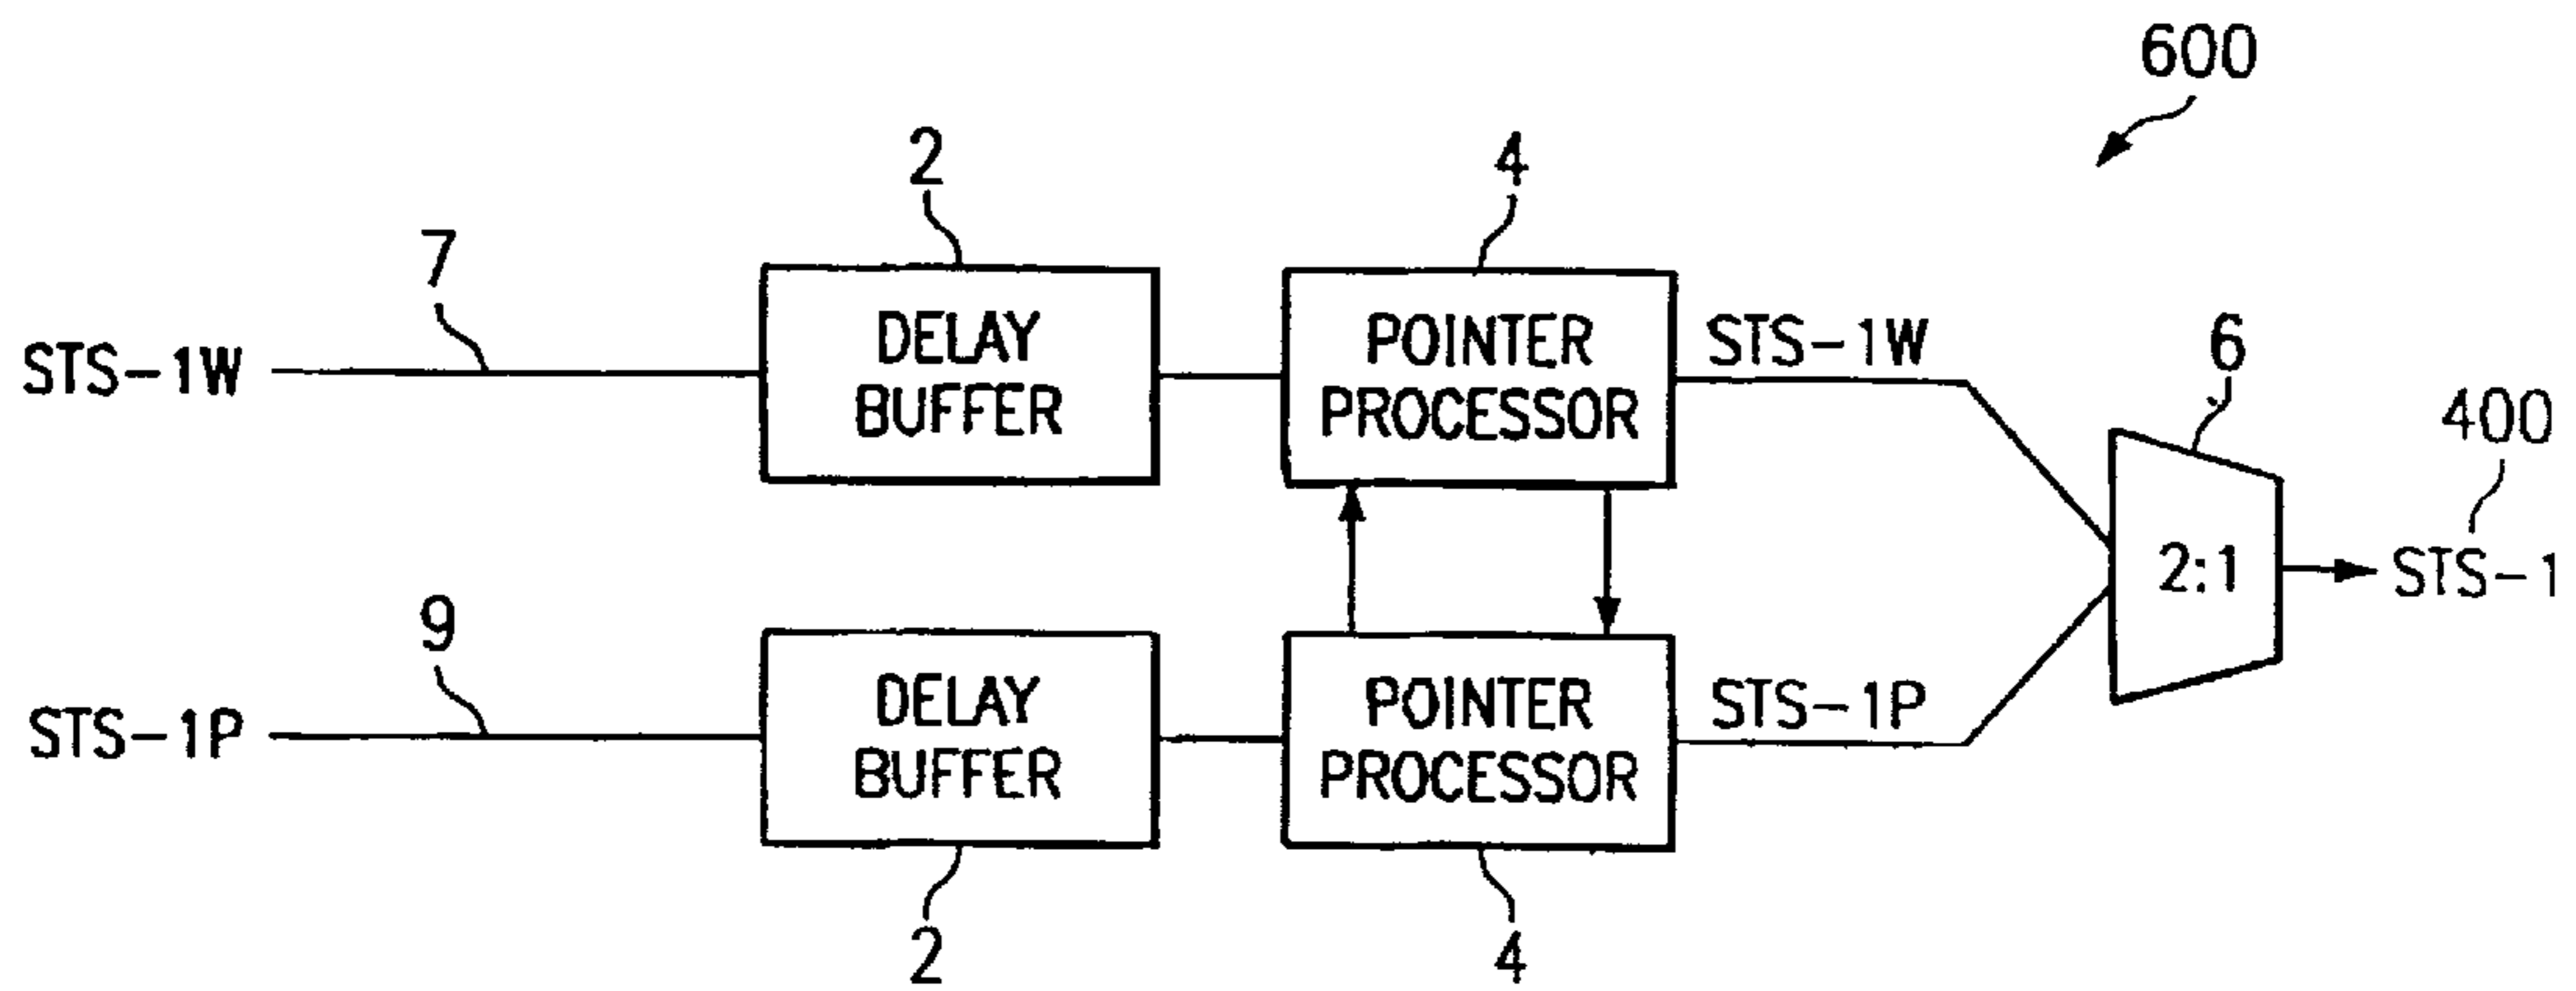 600
2
4
7
DELAY
BUFFER
POINTER
PROCESSOR
STS-1W
STS-1W
6
400
2:1
STS-1
9
DELAY
BUFFER
POINTER
PROCESSOR
STS-1P
STS-1P
2
4